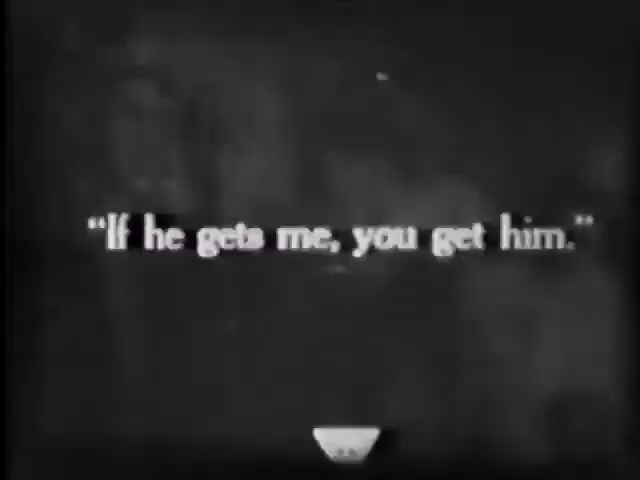 “If he gets me, you get him.”